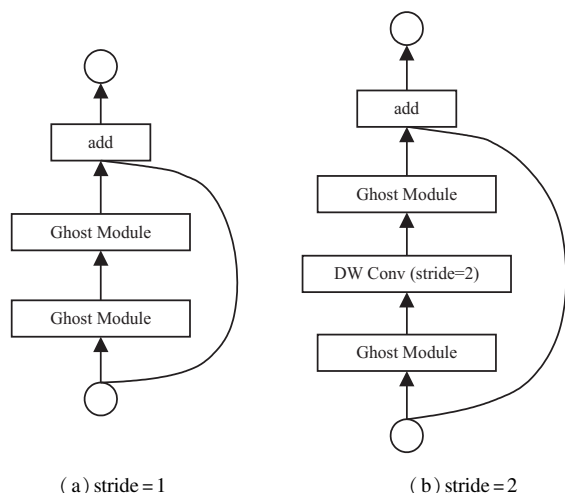 add
Ghost Module
Ghost Module
(a) stride=1
add
Ghost Module
DW Conv (stride=2)
Ghost Module
(b) stride=2